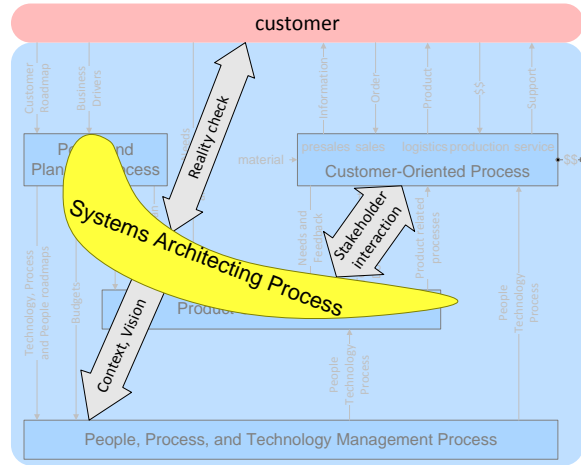 customer
Customer
Roadmap
Business
Drivers
Needs
Information
Order
Product
$$
Support
presales sales logistics production service
material
Customer-Oriented Process
$$
Reality check
Systems Architecting Process
Stakeholder
interaction
Needs and
Feedback
Product related
processes
Technology, Process
and People roadmaps
Budgets
Context, Vision
Product
People
Technology
Process
People
Technology
Process
People, Process, and Technology Management Process